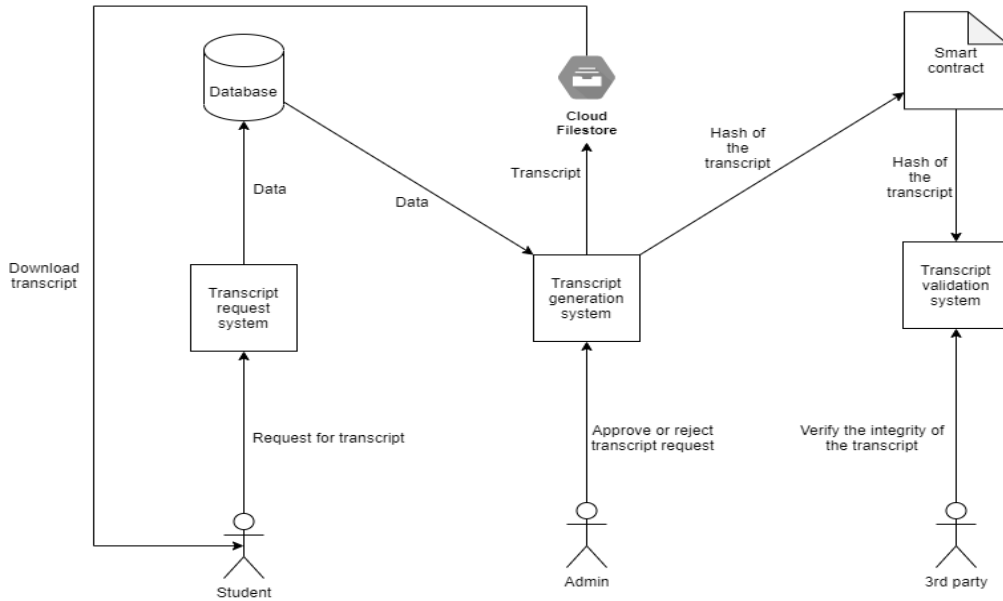 Database
Cloud
Filestore
Smart
contract
Hash of
the
transcript
Hash of
the
transcript
Transcript
Data
Data
Download
transcript
Transcript
request
system
Transcript
generation
system
Transcript
validation
system
Request for transcript
Approve or reject
transcript request
Verify the integrity of
the transcript
Student
Admin
3rd party